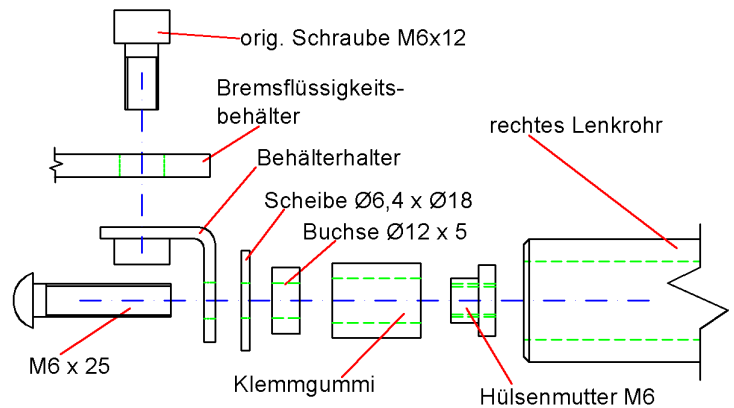 orig. Schraube M6x12
Bremsflüssigkeits-
behälter
rechtes Lenkrohr
Behälterhalter
Scheibe Ø6,4 x Ø18
Buchse Ø12 x 5
M6 x 25
Klemmgummi
Hülsenmutter M6